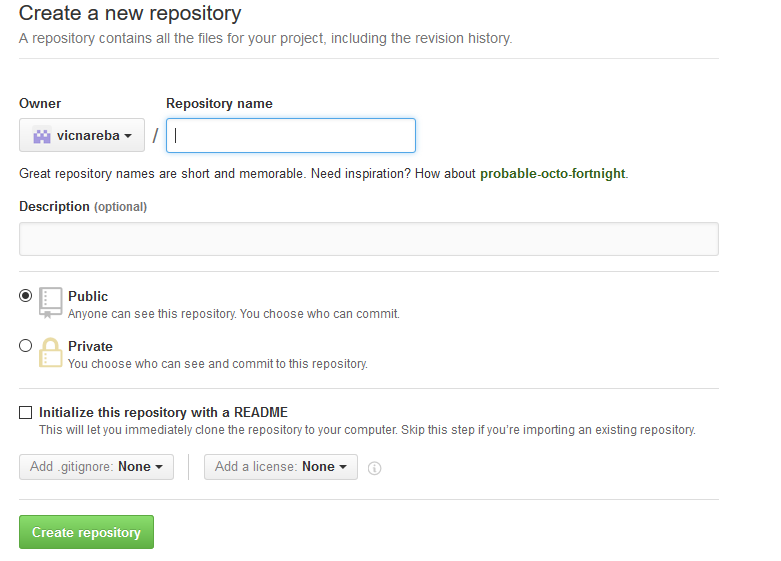 Create a new repository
A repository contains all the files for your project, including the revision history.
Owner Repository name
vicnareba /
Great repository names are short and memorable. Need inspiration? How about probable-octo-fortnight.
Description (optional)
Public
Anyone can see this repository. You choose who can commit.
Private
You choose who can see and commit to this repository.
Initialize this repository with a README
This will let you immediately clone the repository to your computer. Skip this step if you're importing an existing repository.
Add .gitignore: None Add a license: None
Create repository